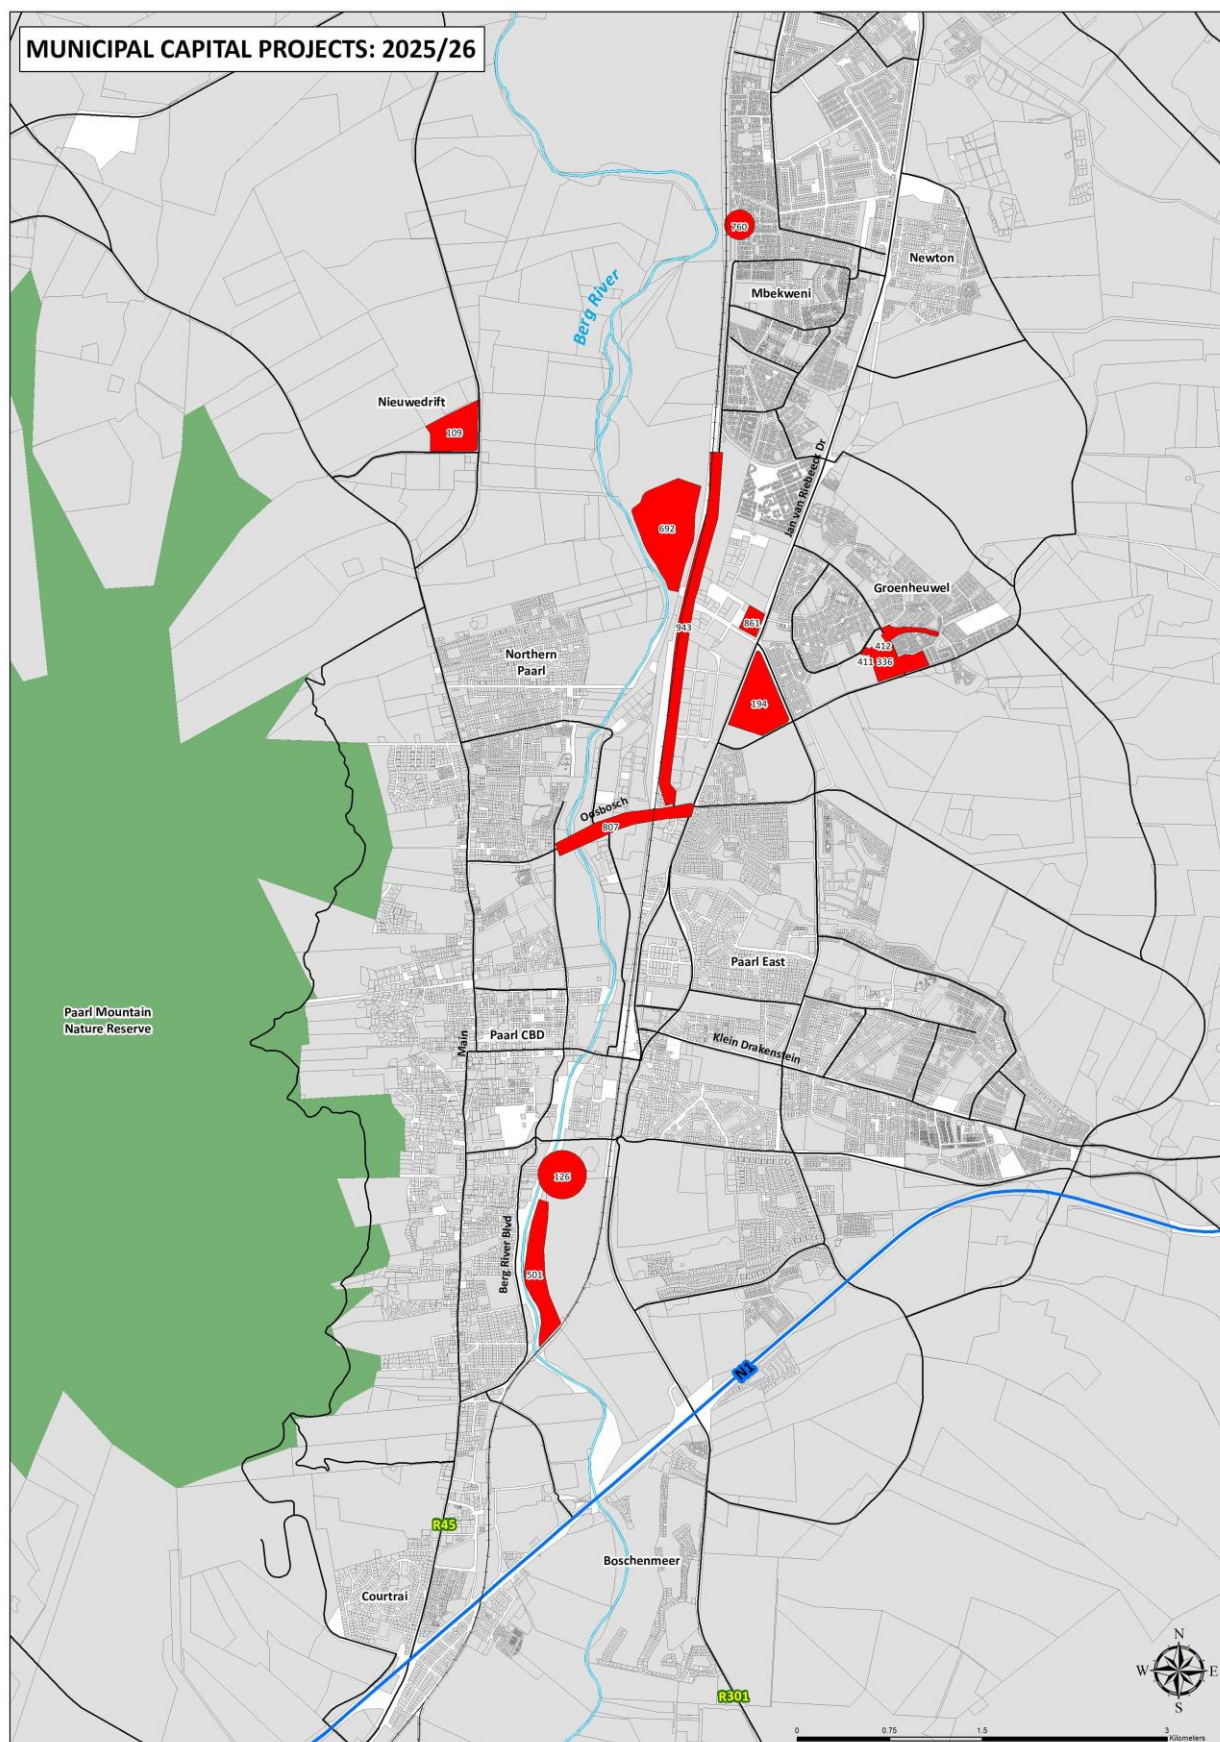 MUNICIPAL CAPITAL PROJECTS: 2025/26
760
Newton
Mbekweni
Berg River
Nieuwedrift
109
Jan van Riebeeck Dr
692
Groenheuwel
943
861
412
411 336
Northern
Paarl
194
Oosbosch
807
Paarl East
Paarl Mountain
Nature Reserve
Main
Paarl CBD
Klein Drakenstein
126
Berg River Blvd
501
N1
R45
Boschenmeer
Courtrai
R301
N
W
E
S
0 0.75 1.5 3
Kilometers